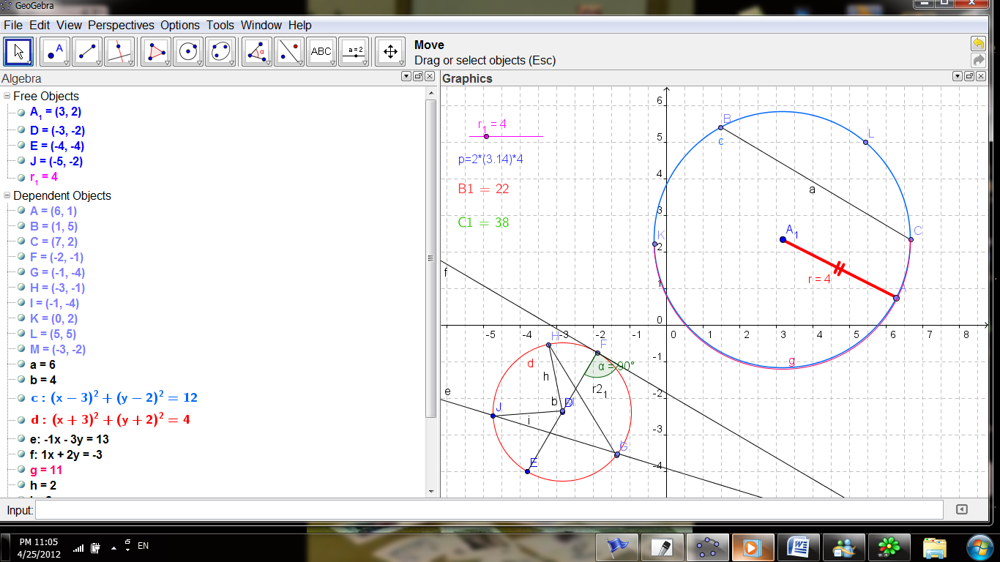 GeoGebra
File Edit View Perspectives Options Tools Window Help
A
α
ABC
a = 2
Move
Drag or select objects (Esc)
Algebra
Free Objects
A₁ = (3, 2)
D = (-3, -2)
E = (-4, -4)
J = (-5, -2)
r₁ = 4
Dependent Objects
A = (6, 1)
B = (1, 5)
C = (7, 2)
F = (-2, -1)
G = (-1, -4)
H = (-3, -1)
I = (-1, -4)
K = (0, 2)
L = (5, 5)
M = (-3, -2)
a = 6
b = 4
c : (x − 3)² + (y − 2)² = 12
d : (x + 3)² + (y + 2)² = 4
e: -1x - 3y = 13
f: 1x + 2y = -3
g = 11
h = 2
Graphics
r₁ = 4
p=2*(3.14)*4
B1 = 22
C1 = 38
6
5
4
3
2
1
0
-1
-2
-3
-4
-5 -4 -3 -2 -1 0 1 2 3 4 5 6 7 8
B
c
L
a
K
A₁
C
r = 4
A
g
f
H
F
d
α = 90°
h
r2₁
e
J
b
D
i
G
E
Input:
PM 11:05
4/25/2012
EN